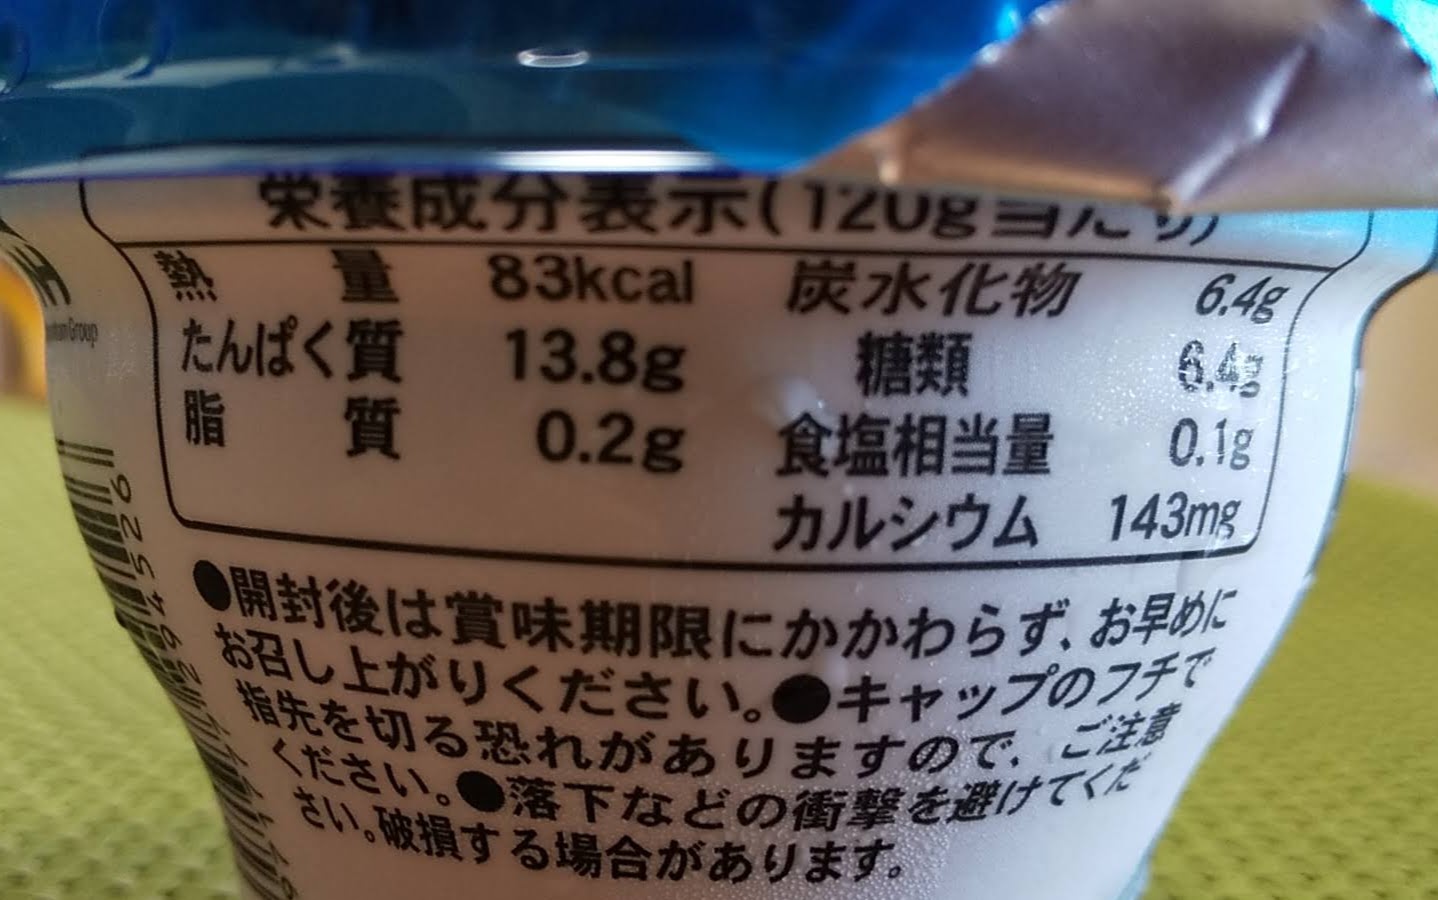 栄養成分表示(120g当たり)
熱量 83kcal 炭水化物 6.4g
たんぱく質 13.8g 糖類 6.4g
脂質 0.2g 食塩相当量 0.1g
カルシウム 143mg
●開封後は賞味期限にかかわらず、お早めに
お召し上がりください。●キャップのフチで
指先を切る恐れがありますので、ご注意
ください。●落下などの衝撃を避けてくだ
さい。破損する場合があります。
Group